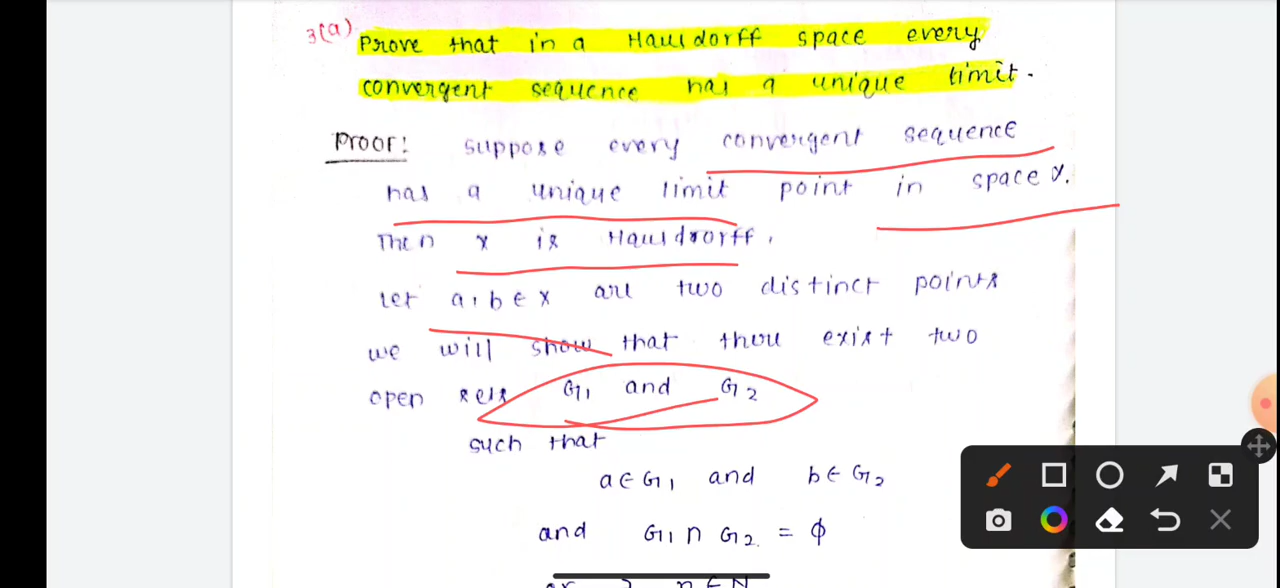 3(a) Prove that in a Hausdorff space every
convergent sequence has a unique limit.
Proof: suppose every convergent sequence
has a unique limit point in space X.
Then X is Hausdorff.
let a, b ∈ X are two distinct points
we will show that there exist two
open sets G1 and G2
such that
a ∈ G1 and b ∈ G2
and G1 ∩ G2 = ϕ
n ∈ N